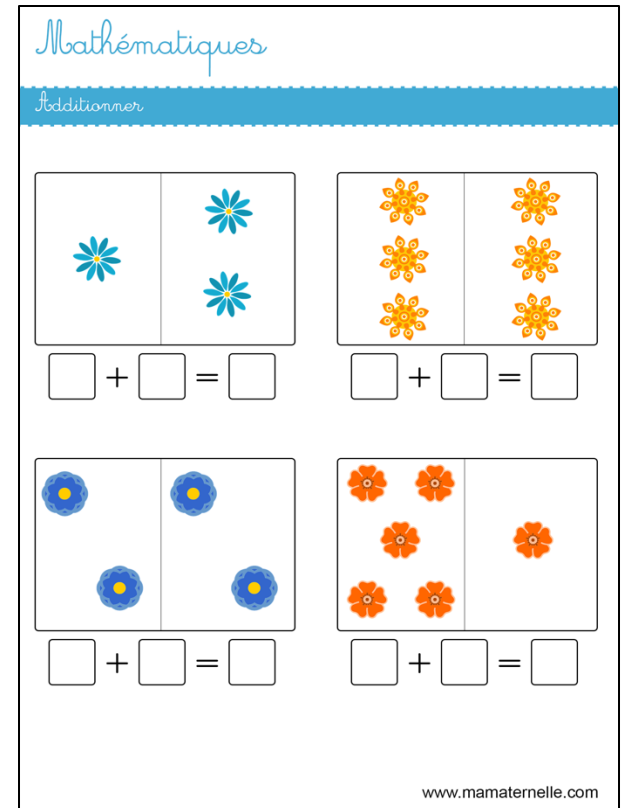 Mathématiques
Additionner
+ =
+ =
+ =
+ =
www.mamaternelle.com